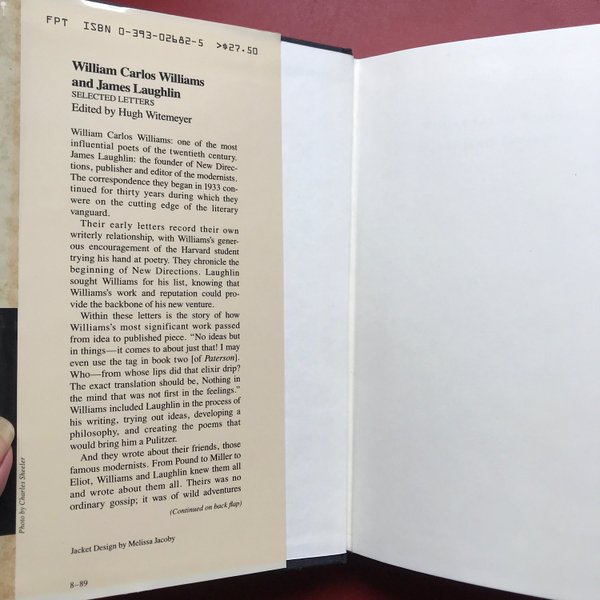 FPT ISBN 0-393-02682-5 >$27.50
William Carlos Williams
and James Laughlin
SELECTED LETTERS
Edited by Hugh Witemeyer
William Carlos Williams: one of the most
influential poets of the twentieth century.
James Laughlin: the founder of New Direc-
tions, publisher and editor of the modernists.
The correspondence they began in 1933 con-
tinued for thirty years during which they
were on the cutting edge of the literary
vanguard.
Their early letters record their own
writerly relationship, with Williams's gener-
ous encouragement of the Harvard student
trying his hand at poetry. They chronicle the
beginning of New Directions. Laughlin
sought Williams for his list, knowing that
Williams's work and reputation could pro-
vide the backbone of his new venture.
Within these letters is the story of how
Williams's most significant work passed
from idea to published piece. "No ideas but
in things—it comes to about just that! I may
even use the tag in book two [of Paterson].
Who—from whose lips did that elixir drip?
The exact translation should be, Nothing in
the mind that was not first in the feelings."
Williams included Laughlin in the process of
his writing, trying out ideas, developing a
philosophy, and creating the poems that
would bring him a Pulitzer.
And they wrote about their friends, those
famous modernists. From Pound to Miller to
Eliot, Williams and Laughlin knew them all
and wrote about them all. Theirs was no
ordinary gossip; it was of wild adventures
(Continued on back flap)
Photo by Charles Sheeler
Jacket Design by Melissa Jacoby
8–89